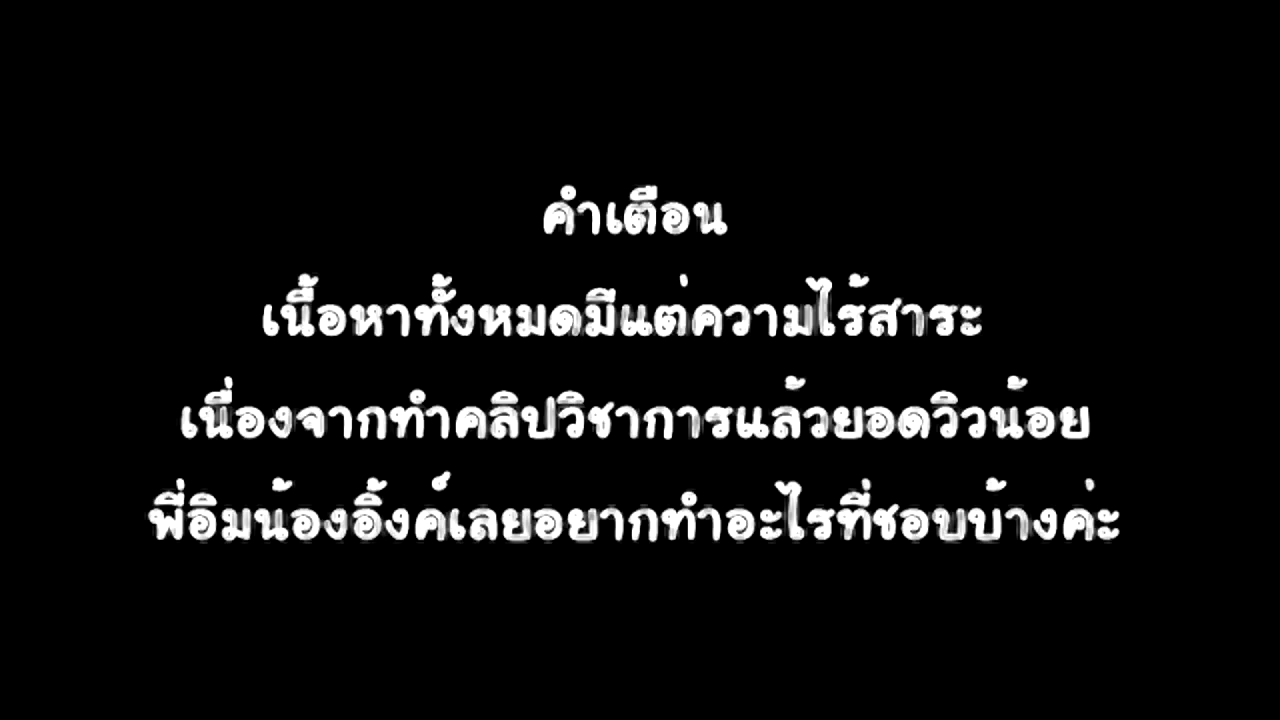 คำเตือน
เนื้อหาทั้งหมดมีแต่ความไร้สาระ
เนื่องจากทำคลิปวิชาการแล้วยอดวิวน้อย
พี่อิมน้องอิ้งค์เลยอยากทำอะไรที่ชอบบ้างค่ะ